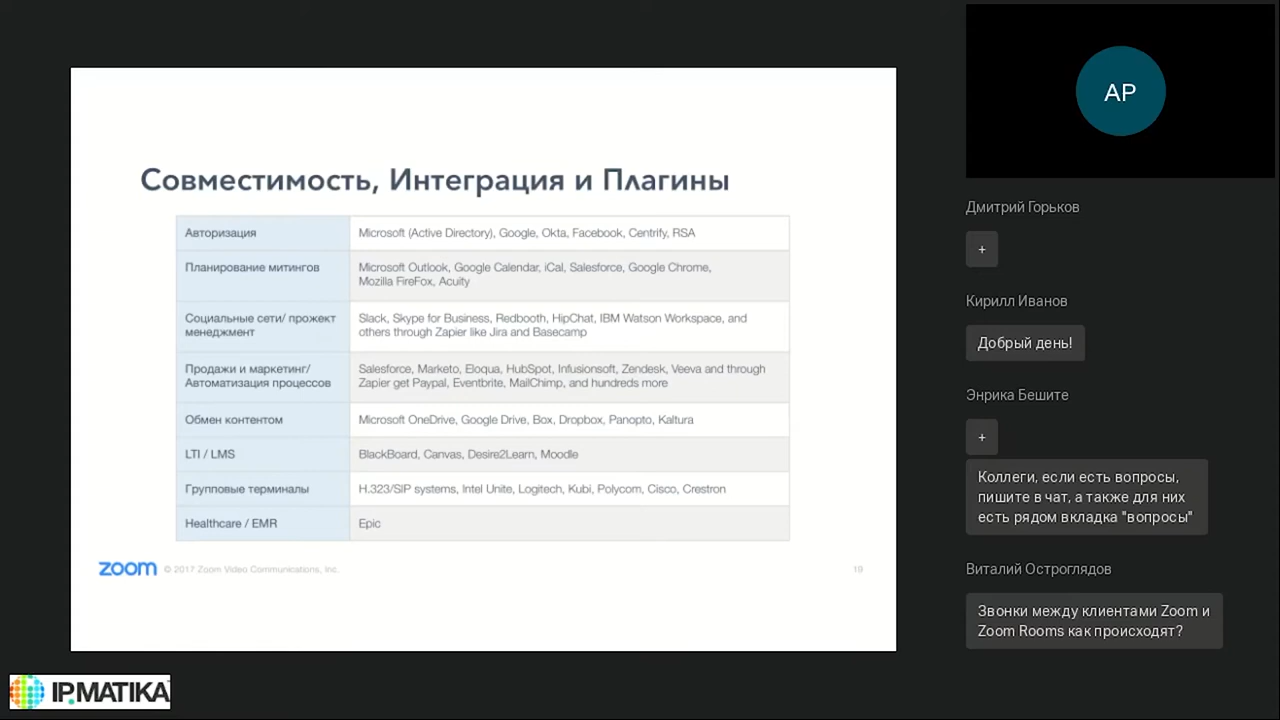 Совместимость, Интеграция и Плагины
Авторизация
Microsoft (Active Directory), Google, Okta, Facebook, Centrify, RSA
Планирование митингов
Microsoft Outlook, Google Calendar, iCal, Salesforce, Google Chrome,
Mozilla FireFox, Acuity
Социальные сети/ прожект
менеджмент
Slack, Skype for Business, Redbooth, HipChat, IBM Watson Workspace, and
others through Zapier like Jira and Basecamp
Продажи и маркетинг/
Автоматизация процессов
Salesforce, Marketo, Eloqua, HubSpot, Infusionsoft, Zendesk, Veeva and through
Zapier get Paypal, Eventbrite, MailChimp, and hundreds more
Обмен контентом
Microsoft OneDrive, Google Drive, Box, Dropbox, Panopto, Kaltura
LTI / LMS
BlackBoard, Canvas, Desire2Learn, Moodle
Групповые терминалы
H.323/SIP systems, Intel Unite, Logitech, Kubi, Polycom, Cisco, Crestron
Healthcare / EMR
Epic
zoom
© 2017 Zoom Video Communications, Inc.
19
IPMATIKA
AP
Дмитрий Горьков
+
Кирилл Иванов
Добрый день!
Энрика Бешите
+
Коллеги, если есть вопросы,
пишите в чат, а также для них
есть рядом вкладка "вопросы"
Виталий Остроглядов
Звонки между клиентами Zoom и
Zoom Rooms как происходят?